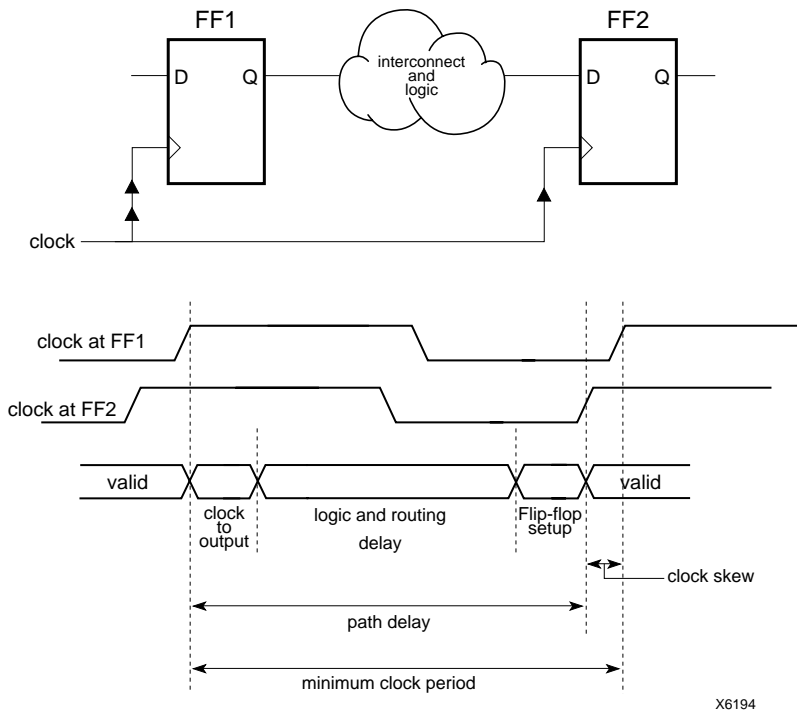 FF1
FF2
interconnect
and
logic
D
Q
D
Q
clock
clock at FF1
clock at FF2
valid
valid
clock
to
output
logic and routing
delay
Flip-flop
setup
clock skew
path delay
minimum clock period
X6194